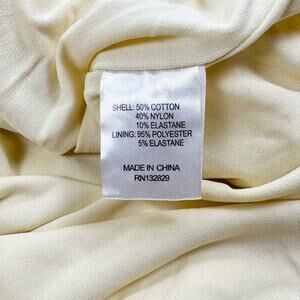 SHELL: 50% COTTON
40% NYLON
10% ELASTANE
LINING: 95% POLYESTER
5% ELASTANE
MADE IN CHINA
RN132829